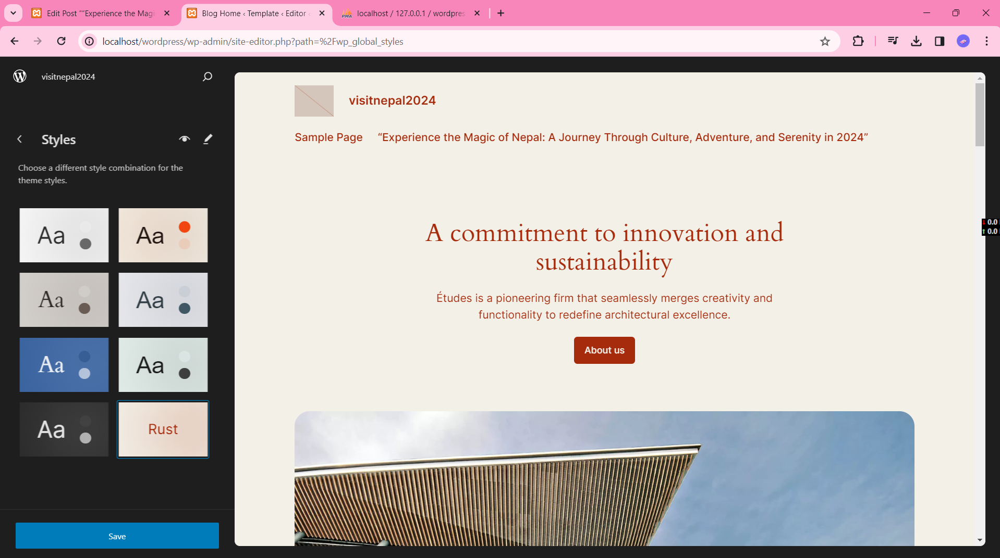 Edit Post ““Experience the Magi
Blog Home ‹ Template ‹ Editor ‹
PMA
localhost / 127.0.0.1 / wordpres
localhost/wordpress/wp-admin/site-editor.php?path=%2Fwp_global_styles
visitnepal2024
Styles
Choose a different style combination for the
theme styles.
Aa
Aa
Aa
Aa
Aa
Aa
Aa
Rust
Save
visitnepal2024
Sample Page
“Experience the Magic of Nepal: A Journey Through Culture, Adventure, and Serenity in 2024”
A commitment to innovation and
sustainability
Études is a pioneering firm that seamlessly merges creativity and
functionality to redefine architectural excellence.
About us
0.0
0.0